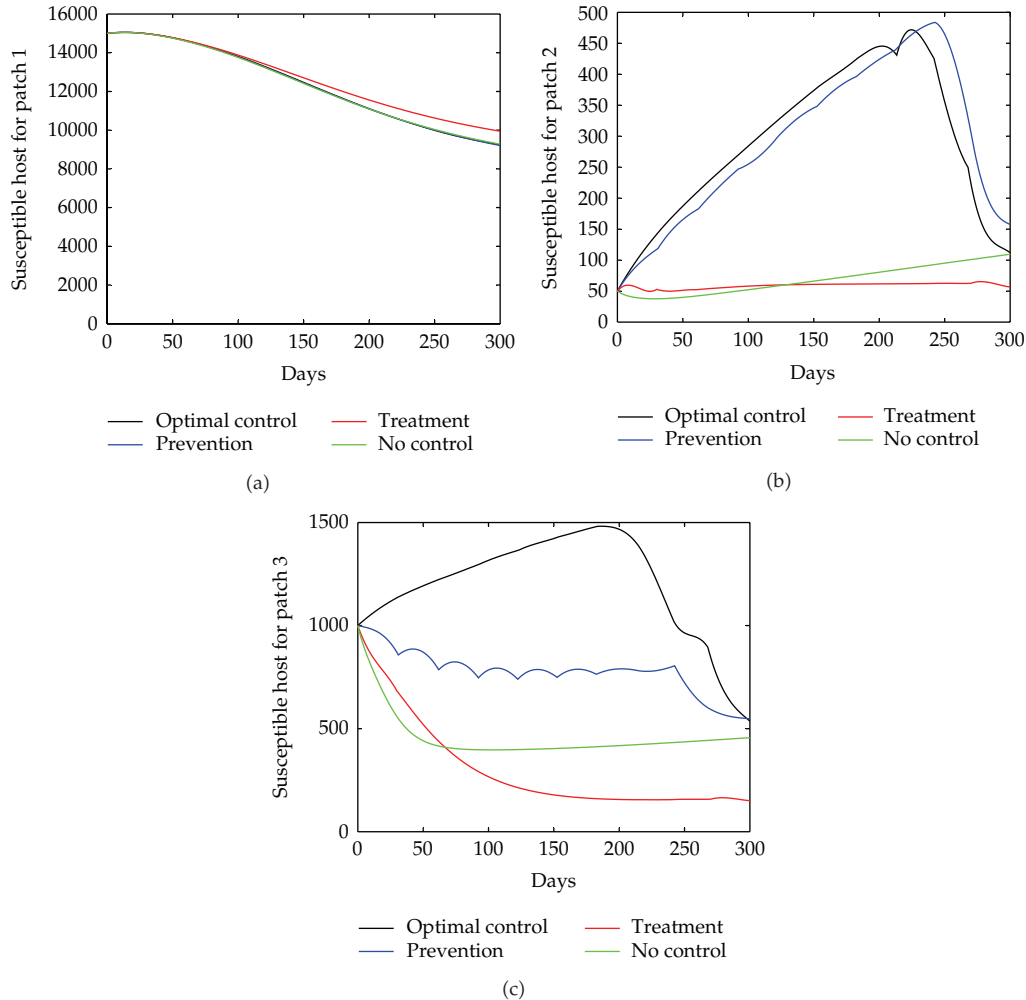 16000
14000
12000
10000
8000
6000
4000
2000
0
Susceptible host for patch 1
0 50 100 150 200 250 300
Days
Optimal control
Prevention
Treatment
No control
(a)
500
450
400
350
300
250
200
150
100
50
0
Susceptible host for patch 2
0 50 100 150 200 250 300
Days
Optimal control
Prevention
Treatment
No control
(b)
1500
1000
500
0
Susceptible host for patch 3
0 50 100 150 200 250 300
Days
Optimal control
Prevention
Treatment
No control
(c)